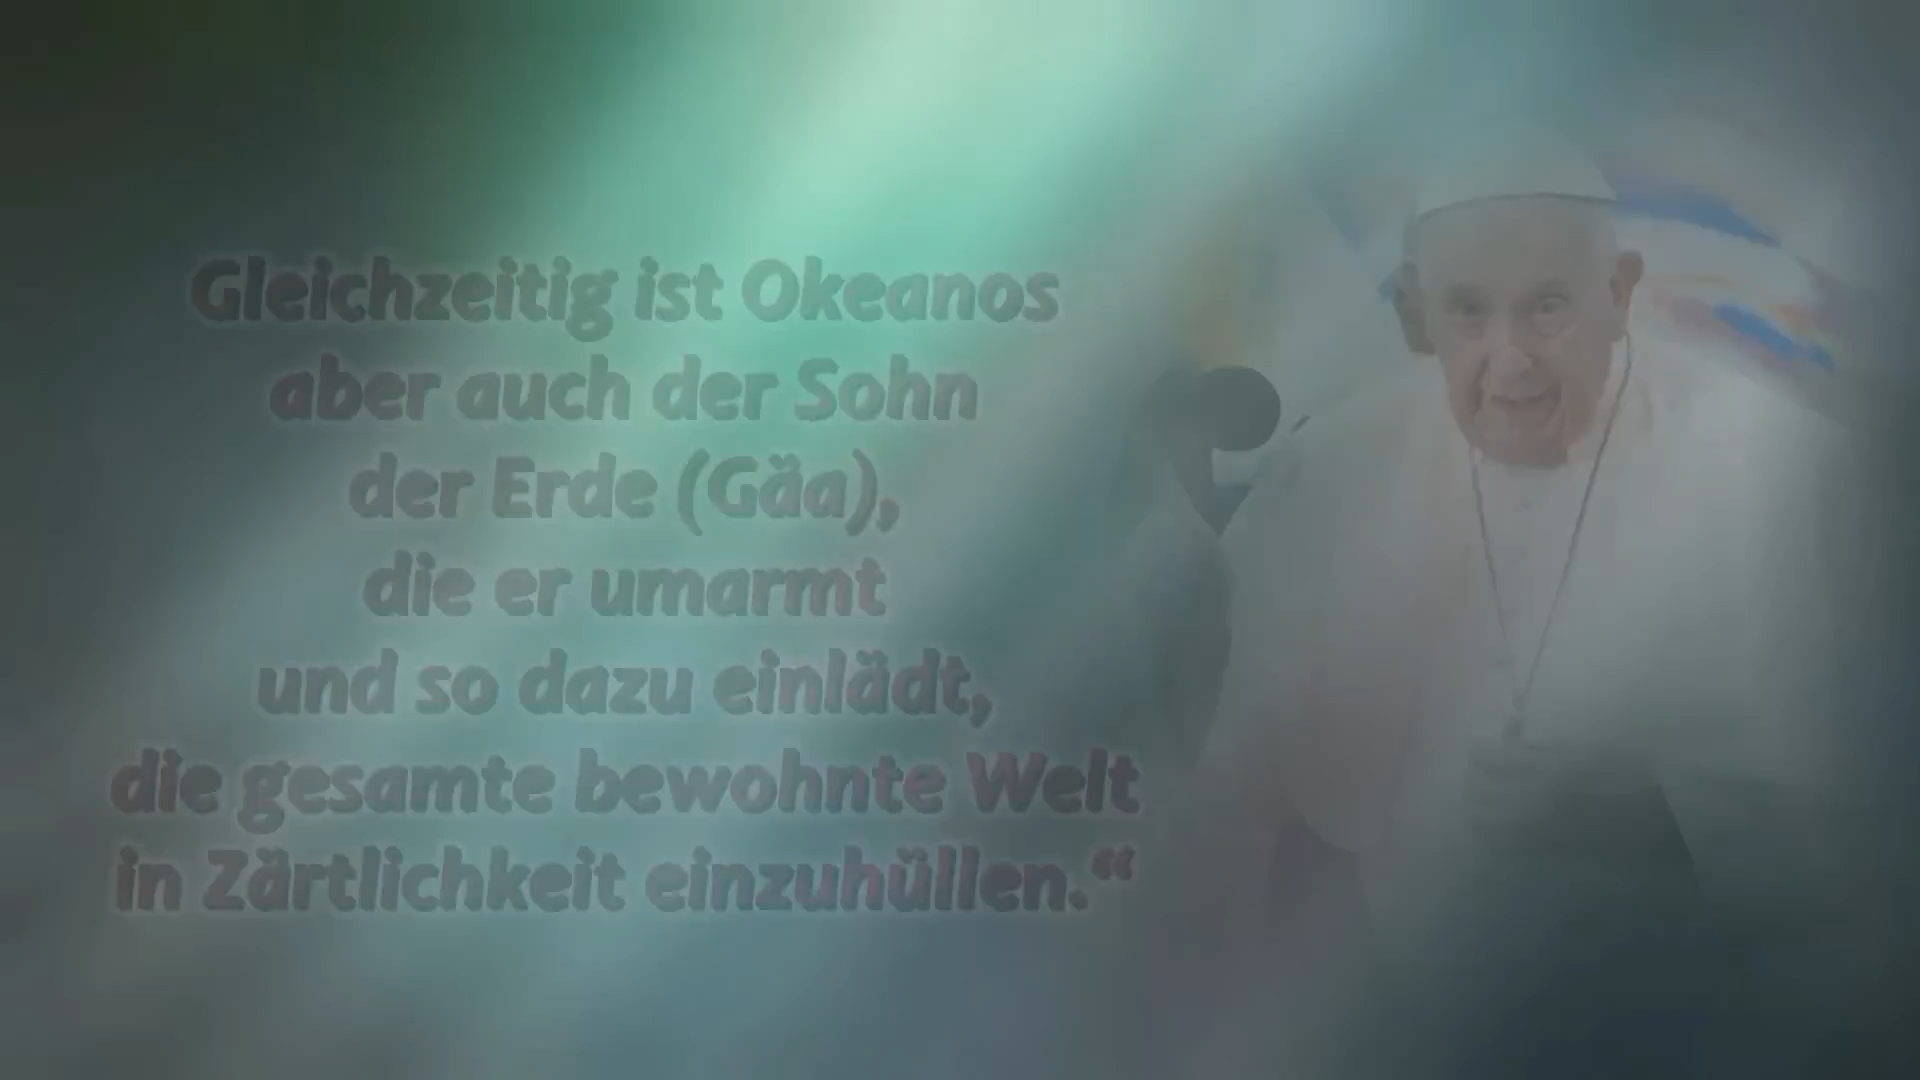 Gleichzeitig ist Okeanos
aber auch der Sohn
der Erde (Gäa),
die er umarmt
und so dazu einlädt,
die gesamte bewohnte Welt
in Zärtlichkeit einzuhüllen.“